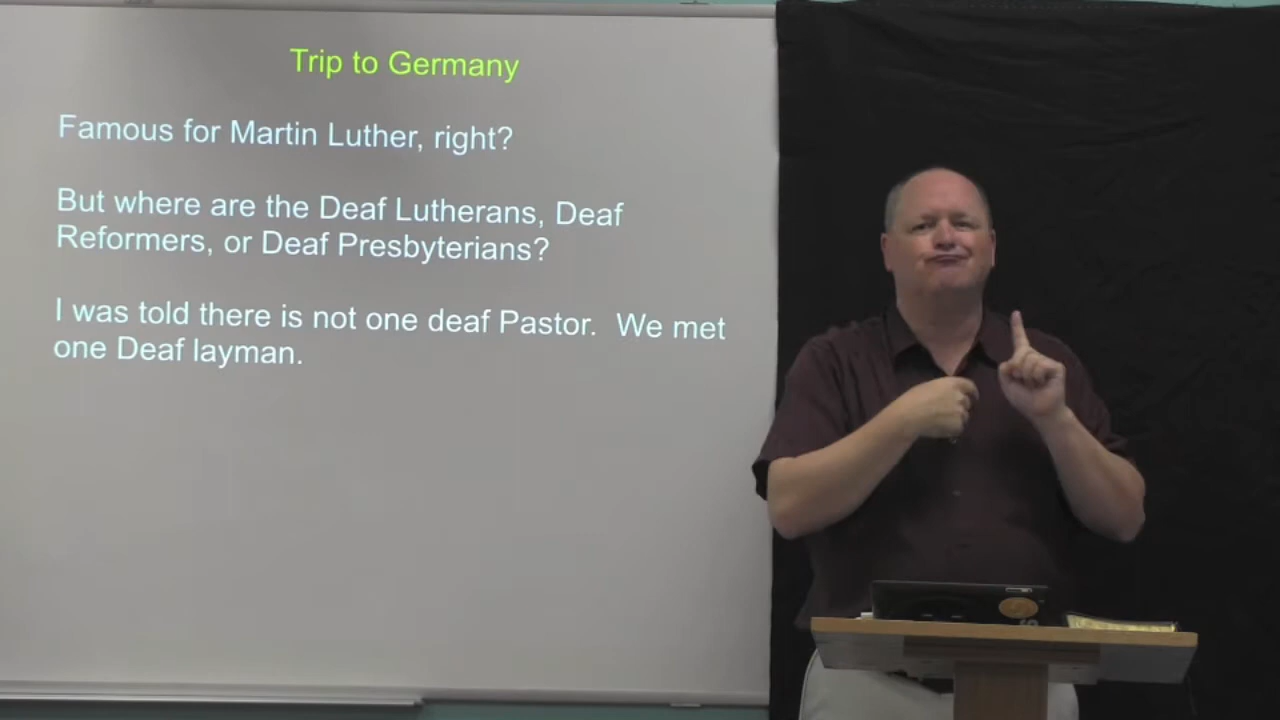 Trip to Germany
Famous for Martin Luther, right?
But where are the Deaf Lutherans, Deaf
Reformers, or Deaf Presbyterians?
I was told there is not one deaf Pastor.  We met
one Deaf layman.